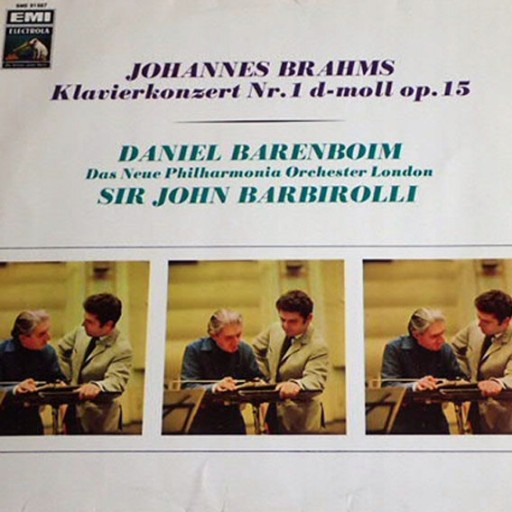 EMI
ELECTROLA
JOHANNES BRAHMS
Klavierkonzert Nr. 1 d-moll op. 15
DANIEL BARENBOIM
Das Neue Philharmonia Orchester London
SIR JOHN BARBIROLLI